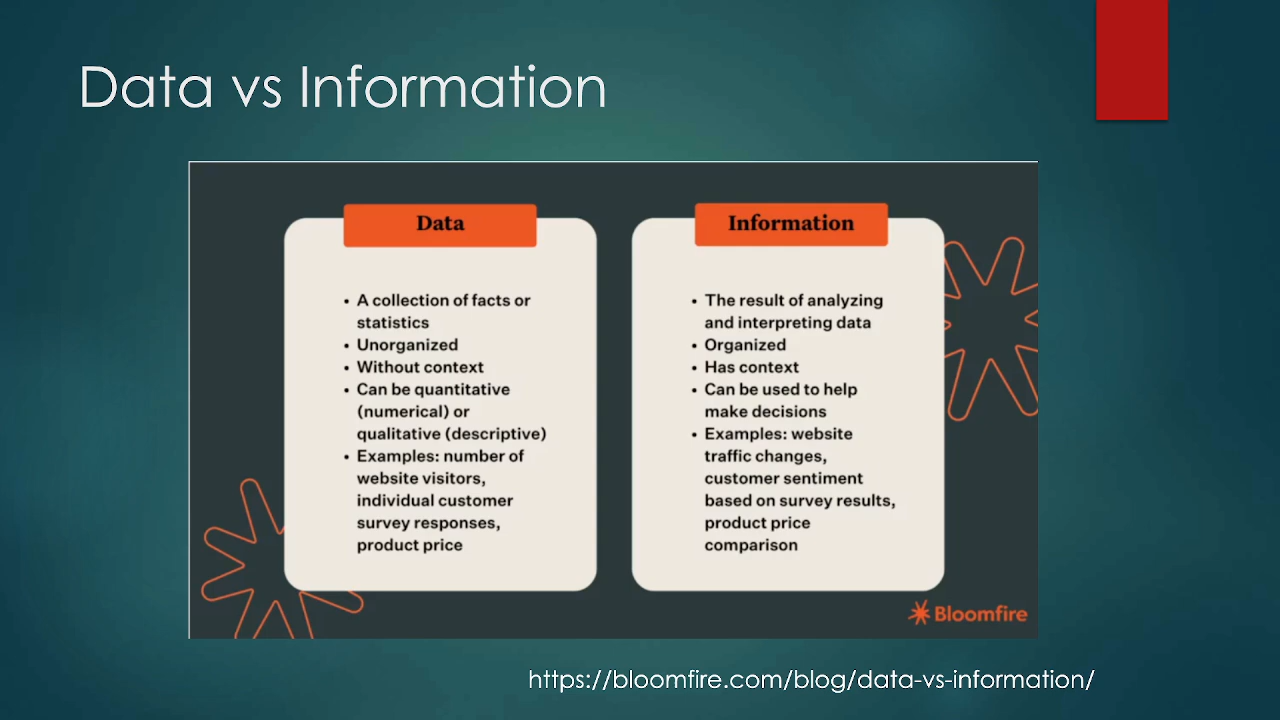 Data vs Information
Data
• A collection of facts or
statistics
• Unorganized
• Without context
• Can be quantitative
(numerical) or
qualitative (descriptive)
• Examples: number of
website visitors,
individual customer
survey responses,
product price
Information
• The result of analyzing
and interpreting data
• Organized
• Has context
• Can be used to help
make decisions
• Examples: website
traffic changes,
customer sentiment
based on survey results,
product price
comparison
Bloomfire
https://bloomfire.com/blog/data-vs-information/